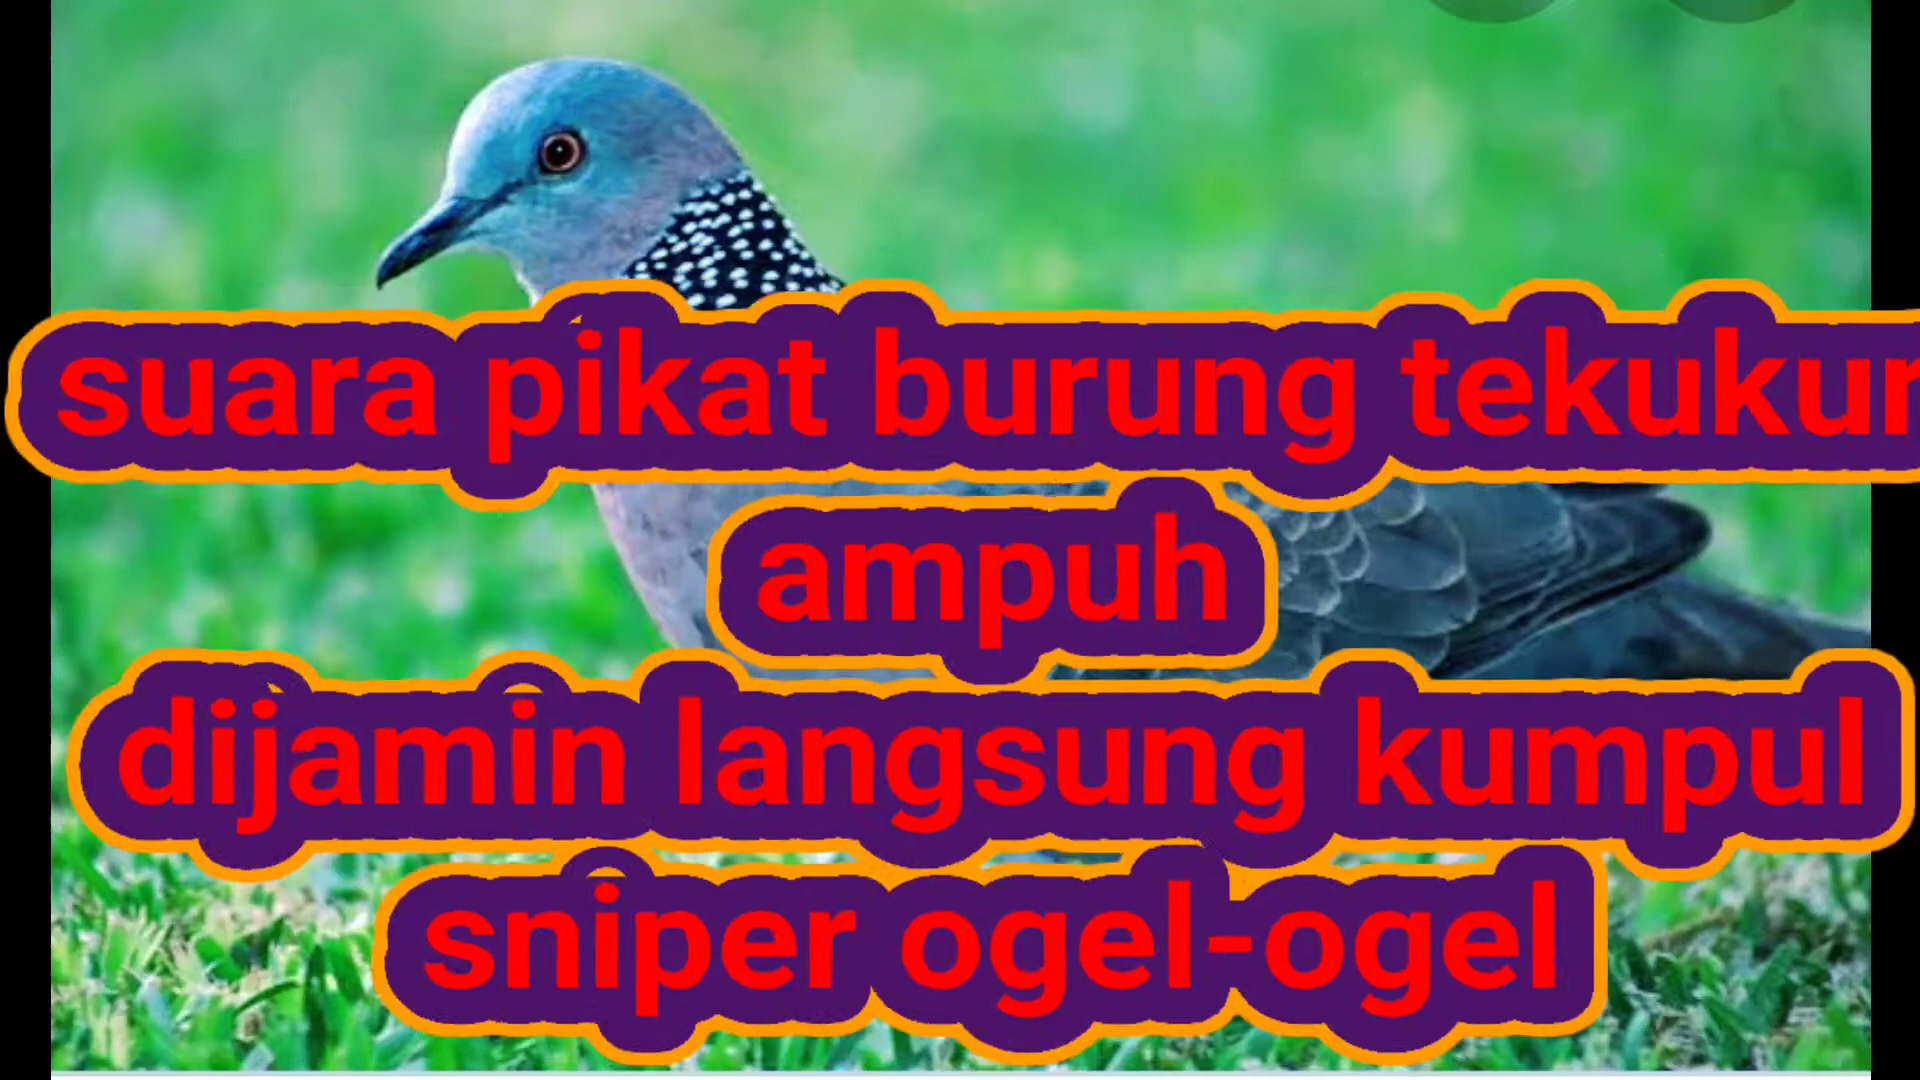 suara pikat burung tekukur
ampuh
dijamin langsung kumpul
sniper ogel-ogel